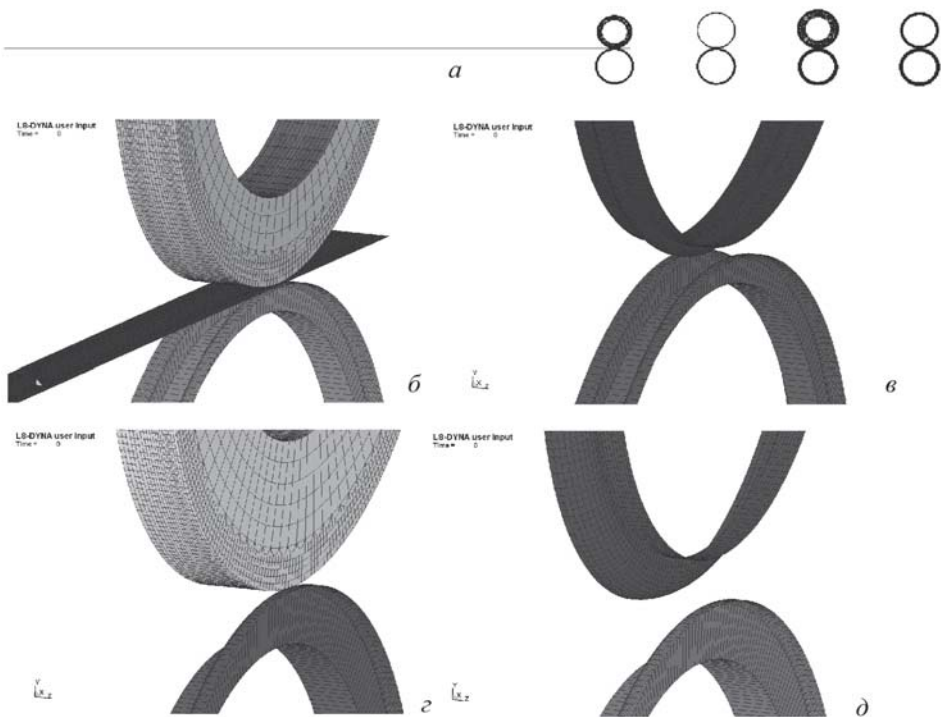 а
LS-DYNA user input
Time = 0
б
LS-DYNA user input
Time = 0
в
Y
X Z
LS-DYNA user input
Time = 0
г
Y
X Z
LS-DYNA user input
Time = 0
д
Y
X Z